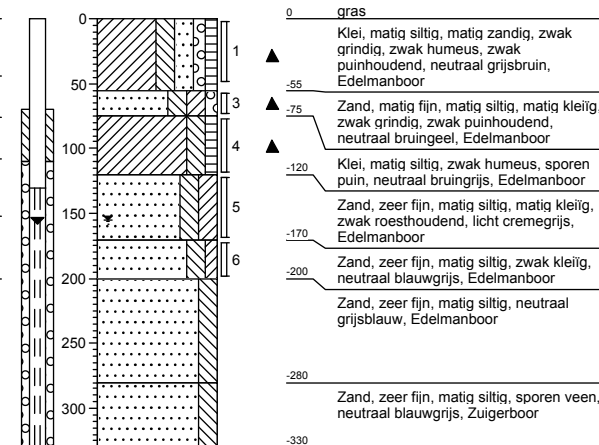 0
50
100
150
200
250
300
1
3
4
5
6
0 gras
Klei, matig siltig, matig zandig, zwak
grindig, zwak humeus, zwak
puinhoudend, neutraal grijsbruin,
Edelmanboor
-55
Zand, matig fijn, matig siltig, matig kleiïg,
zwak grindig, zwak puinhoudend,
neutraal bruingeel, Edelmanboor
-75
Klei, matig siltig, zwak humeus, sporen
puin, neutraal bruingrijs, Edelmanboor
-120
Zand, zeer fijn, matig siltig, matig kleiïg,
zwak roesthoudend, licht cremegrijs,
Edelmanboor
-170
Zand, zeer fijn, matig siltig, zwak kleiïg,
neutraal blauwgrijs, Edelmanboor
-200
Zand, zeer fijn, matig siltig, neutraal
grijsblauw, Edelmanboor
-280
Zand, zeer fijn, matig siltig, sporen veen,
neutraal blauwgrijs, Zuigerboor
-330